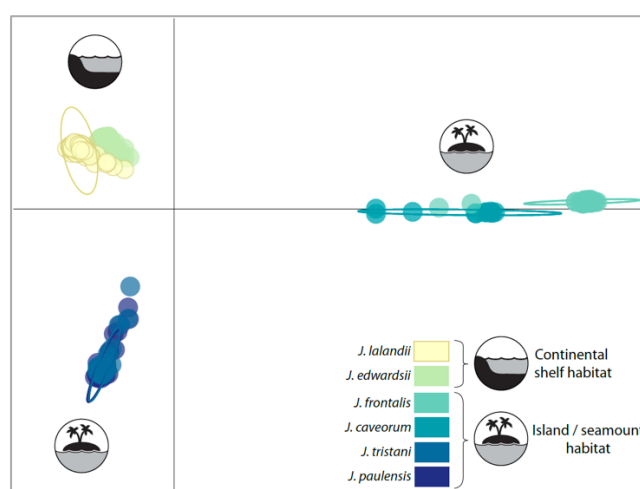 J. lalandii
J. edwardsii
Continental
shelf habitat
J. frontalis
J. caveorum
J. tristani
J. paulensis
Island / seamount
habitat